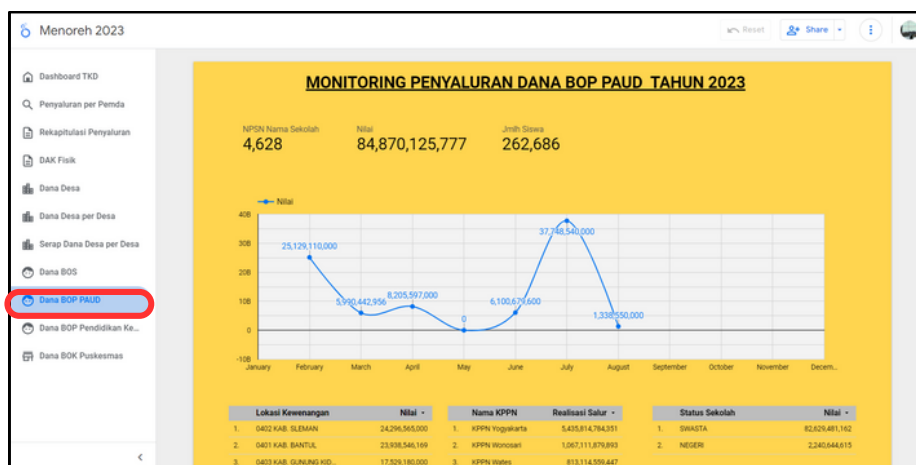 Menoreh 2023
Reset
Share
Dashboard TKD
Penyaluran per Pemda
Rekapitulasi Penyaluran
DAK Fisik
Dana Desa
Dana Desa per Desa
Serap Dana Desa per Desa
Dana BOS
Dana BOP PAUD
Dana BOP Pendidikan Ke...
Dana BOK Puskesmas
MONITORING PENYALURAN DANA BOP PAUD TAHUN 2023
NPSN Nama Sekolah Nilai Jmlh Siswa
4,628 84,870,125,777 262,686
Nilai
40B
30B
20B
10B
0
-10B
25,129,110,000
5,990,442,956
8,205,597,000
0
6,100,679,600
37,748,540,000
1,338,550,000
January February March April May June July August September October November Decem...
Lokasi Kewenangan Nilai
1. 0402 KAB. SLEMAN 24,296,565,000
2. 0401 KAB. BANTUL 23,938,546,169
3. 0403 KAB. GUNUNG KID... 17,529,180,000
Nama KPPN Realisasi Salur
1. KPPN Yogyakarta 5,435,814,784,351
2. KPPN Wonosari 1,067,111,879,893
3. KPPN Wates 813,114,559,447
Status Sekolah Nilai
1. SWASTA 82,629,481,162
2. NEGERI 2,240,644,615